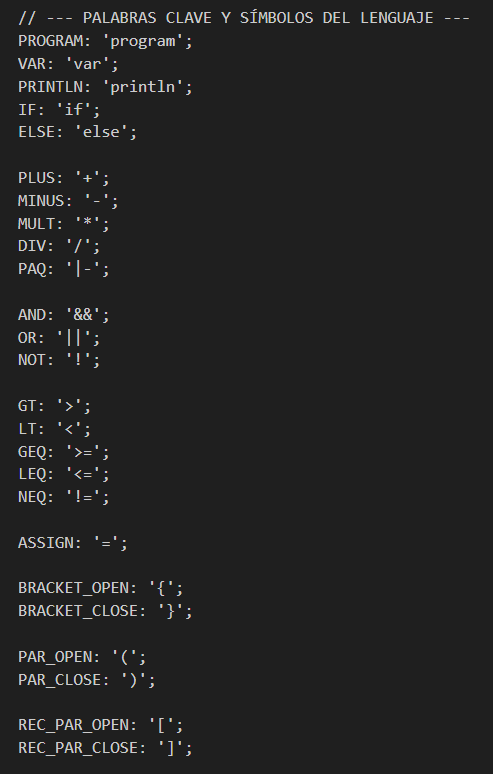 // --- PALABRAS CLAVE Y SÍMBOLOS DEL LENGUAJE ---
PROGRAM: 'program';
VAR: 'var';
PRINTLN: 'println';
IF: 'if';
ELSE: 'else';

PLUS: '+';
MINUS: '-';
MULT: '*';
DIV: '/';
PAQ: '|-';

AND: '&&';
OR: '||';
NOT: '!';

GT: '>';
LT: '<';
GEQ: '>=';
LEQ: '<=';
NEQ: '!=';

ASSIGN: '=';

BRACKET_OPEN: '{';
BRACKET_CLOSE: '}';

PAR_OPEN: '(';
PAR_CLOSE: ')';

REC_PAR_OPEN: '[';
REC_PAR_CLOSE: ']';